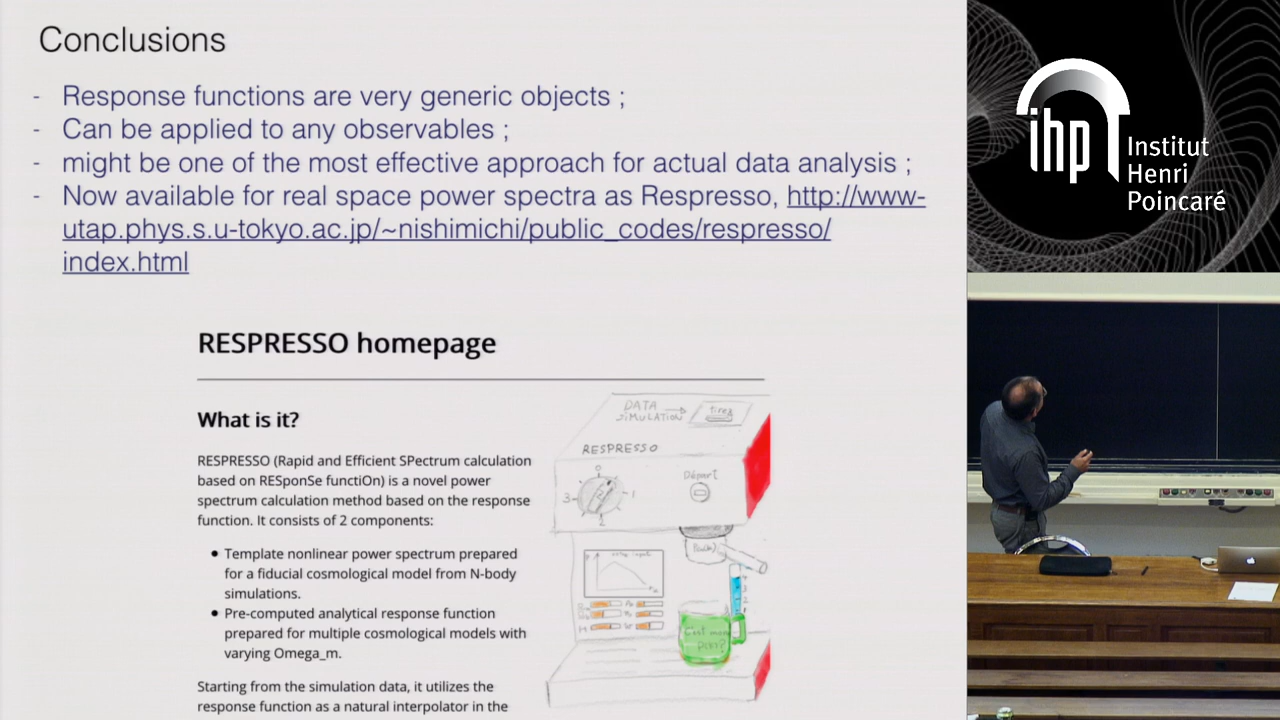 Conclusions
- Response functions are very generic objects ;
- Can be applied to any observables ;
- might be one of the most effective approach for actual data analysis ;
- Now available for real space power spectra as Respresso, http://www-
utap.phys.s.u-tokyo.ac.jp/~nishimichi/public_codes/respresso/
index.html
RESPRESSO homepage
What is it?
RESPRESSO (Rapid and Efficient SPectrum calculation
based on RESponSe functiOn) is a novel power
spectrum calculation method based on the response
function. It consists of 2 components:
● Template nonlinear power spectrum prepared
for a fiducial cosmological model from N-body
simulations.
● Pre-computed analytical response function
prepared for multiple cosmological models with
varying Omega_m.
Starting from the simulation data, it utilizes the
response function as a natural interpolator in the
DATA
SIMULATION
tirez
RESPRESSO
0
3
1
2
Départ
ihp
Institut
Henri
Poincaré